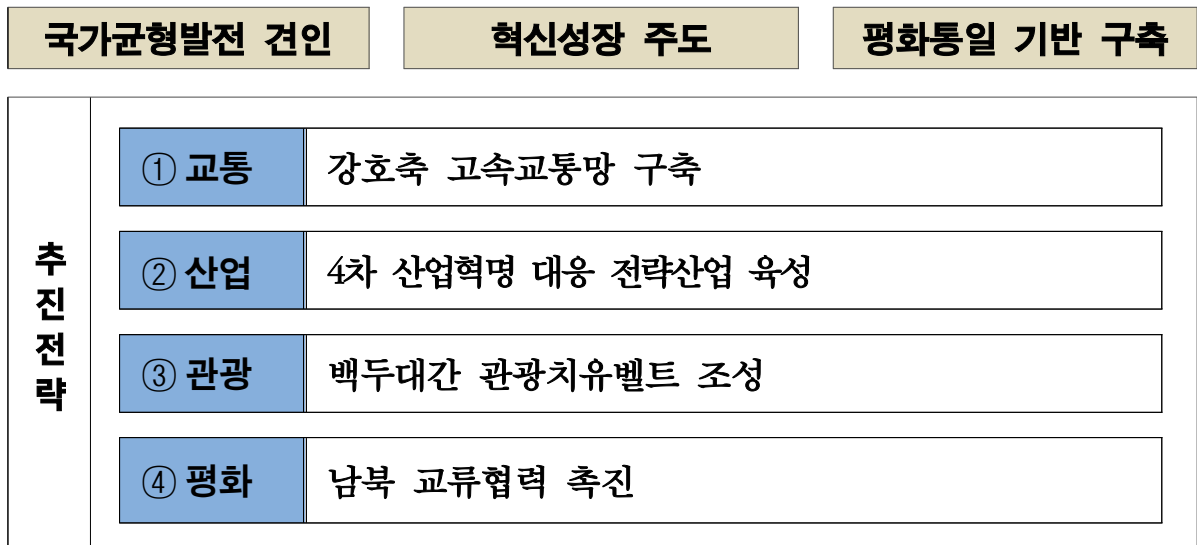 국가균형발전 견인
혁신성장 주도
평화통일 기반 구축
추진전략
① 교통
강호축 고속교통망 구축
② 산업
4차 산업혁명 대응 전략산업 육성
③ 관광
백두대간 관광치유벨트 조성
④ 평화
남북 교류협력 촉진